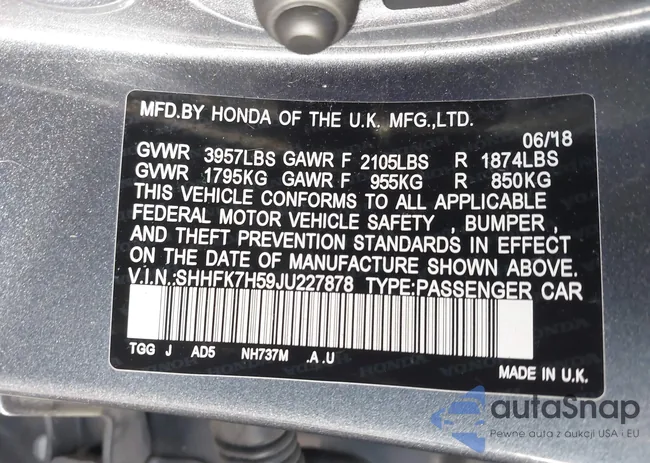 MFD.BY HONDA OF THE U.K. MFG.,LTD.
06/18
GVWR 3957LBS GAWR F 2105LBS R 1874LBS
GVWR 1795KG GAWR F 955KG R 850KG
THIS VEHICLE CONFORMS TO ALL APPLICABLE
FEDERAL MOTOR VEHICLE SAFETY , BUMPER ,
AND THEFT PREVENTION STANDARDS IN EFFECT
ON THE DATE OF MANUFACTURE SHOWN ABOVE.
V.I.N.:SHHFK7H59JU227878 TYPE:PASSENGER CAR
TGG J AD5 NH737M .A .U
MADE IN U.K.
autoSnap
Pewne auta z aukcji USA i EU